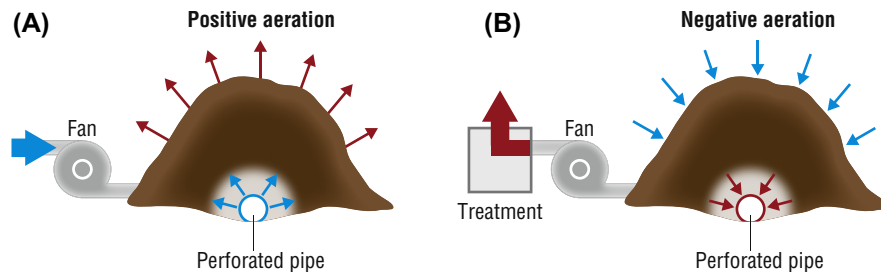 (A)
Positive aeration
Fan
Perforated pipe
(B)
Negative aeration
Fan
Treatment
Perforated pipe